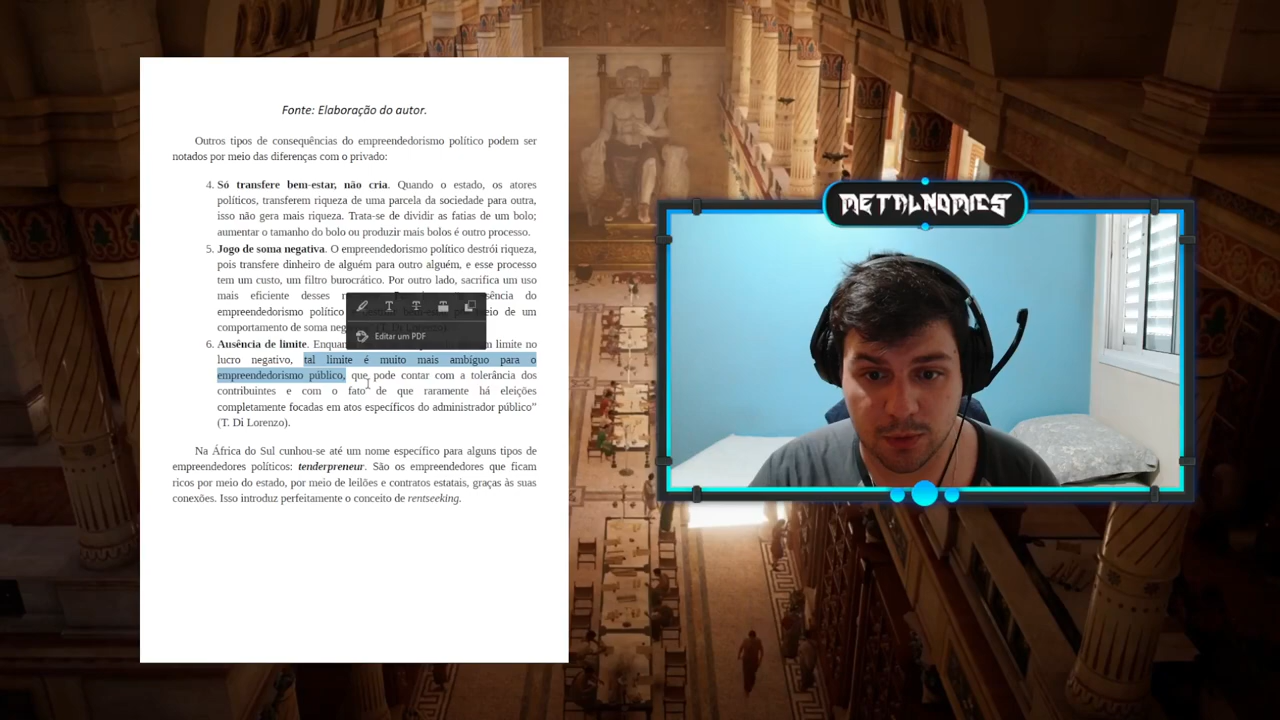 Fonte: Elaboração do autor.
Outros tipos de consequências do empreendedorismo político podem ser
notados por meio das diferenças com o privado:
4. Só transfere bem-estar, não cria. Quando o estado, os atores
políticos, transferem riqueza de uma parcela da sociedade para outra,
isso não gera mais riqueza. Trata-se de dividir as fatias de um bolo;
aumentar o tamanho do bolo ou produzir mais bolos é outro processo.
5. Jogo de soma negativa. O empreendedorismo político destrói riqueza,
pois transfere dinheiro de alguém para outro alguém, e esse processo
tem um custo, um filtro burocrático. Por outro lado, sacrifica um uso
mais eficiente desses do
empreendedorismo político de um
comportamento de soma
Editar um PDF
6. Ausência de limite. limite no
lucro negativo, tal limite é muito mais ambíguo para o
empreendedorismo público, que pode contar com a tolerância dos
contribuintes e com o fato de que raramente há eleições
completamente focadas em atos específicos do administrador público”
(T. Di Lorenzo).
Na África do Sul cunhou-se até um nome específico para alguns tipos de
empreendedores políticos: tenderpreneur. São os empreendedores que ficam
ricos por meio do estado, por meio de leilões e contratos estatais, graças às suas
conexões. Isso introduz perfeitamente o conceito de rentseeking.
METALNOMICS